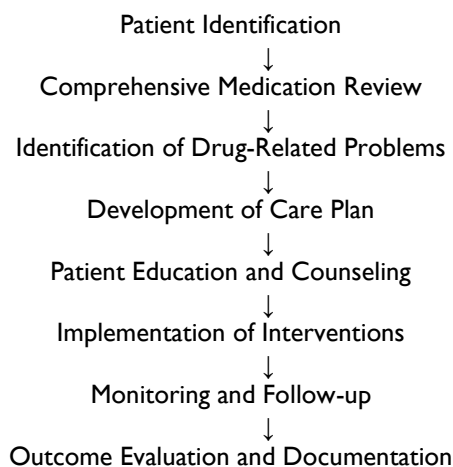 Patient Identification
↓
Comprehensive Medication Review
↓
Identification of Drug-Related Problems
↓
Development of Care Plan
↓
Patient Education and Counseling
↓
Implementation of Interventions
↓
Monitoring and Follow-up
↓
Outcome Evaluation and Documentation